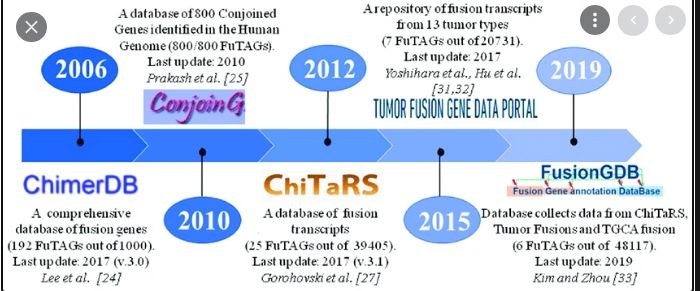 A database of 800 Conjoined
Genes identified in the Human
Genome (800/800 FuTAGs).
Last update: 2010
Prakash et al. [25]
A repository of fusion transcripts
from 13 tumor types
(7 FuTAGs out of 20731).
Last update: 2017
Yoshihara et al., Hu et al.
[31,32]
2006
2012
2019
ConjoinG
TUMOR FUSION GENE DATA PORTAL
ChimerDB
ChiTaRS
FusionGDB
Fusion Gene annotation DataBase
2010
2015
A comprehensive
database of fusion genes
(192 FuTAGs out of 1000).
Last update: 2017 (v.3.0)
Lee et al. [24]
A database of fusion
transcripts
(25 FuTAGs out of 39405).
Last update: 2017 (v.3.1)
Gorohovski et al. [27]
Database collects data from ChiTaRS,
Tumor Fusions and TGCA fusion
(6 FuTAGs out of 48117).
Last update: 2019
Kim and Zhou [33]